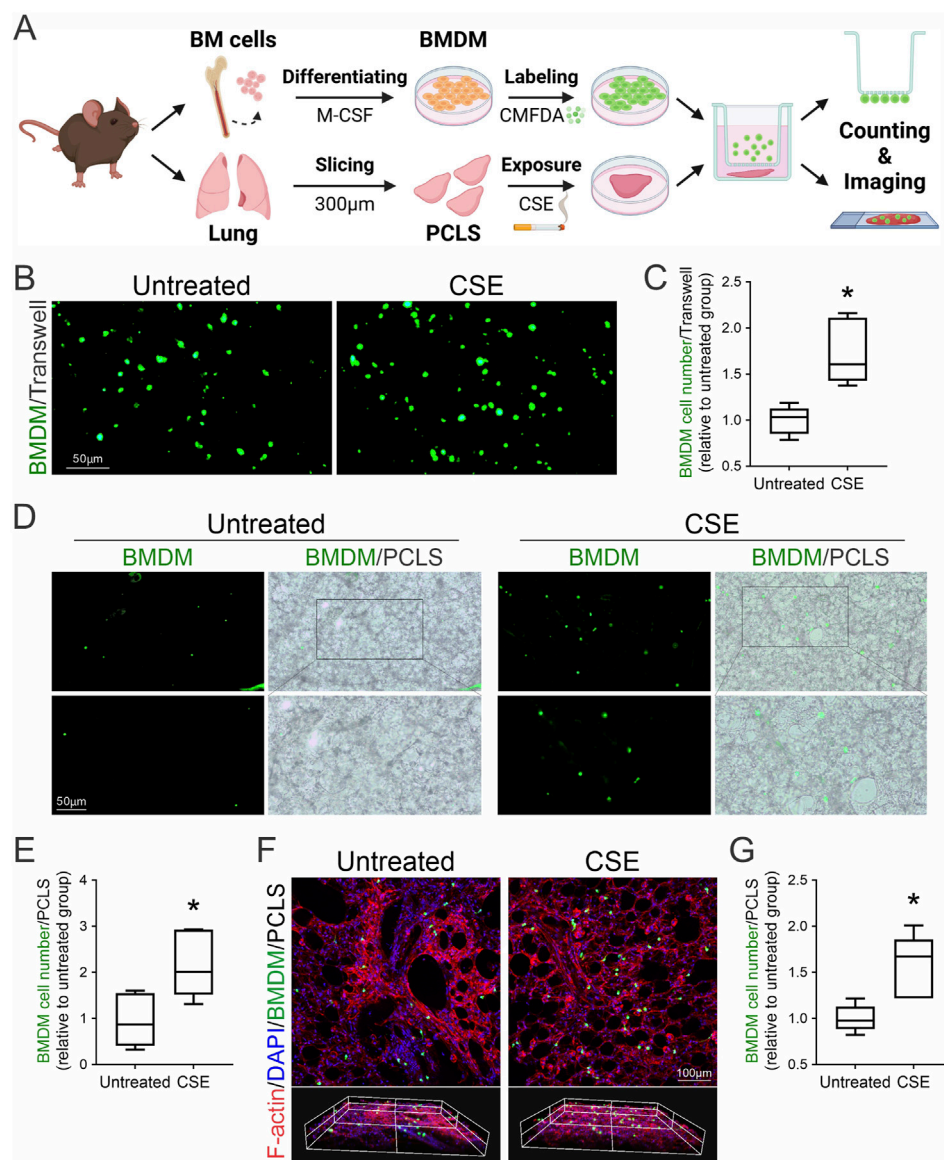 A
BM cells
BMDM
Differentiating
M-CSF
Labeling
CMFDA
Counting
&
Imaging
Slicing
300μm
Exposure
CSE
Lung
PCLS
B
Untreated
CSE
BMDM/Transwell
50μm
C
BMDM cell number/Transwell
(relative to untreated group)
2.5
2.0
1.5
1.0
0.5
*
Untreated CSE
D
Untreated
CSE
BMDM
BMDM/PCLS
BMDM
BMDM/PCLS
50μm
E
BMDM cell number/PCLS
(relative to untreated group)
4
3
2
1
0
*
Untreated CSE
F
Untreated
CSE
F-actin/DAPI/BMDM/PCLS
100μm
G
BMDM cell number/PCLS
(relative to untreated group)
2.5
2.0
1.5
1.0
0.5
*
Untreated CSE